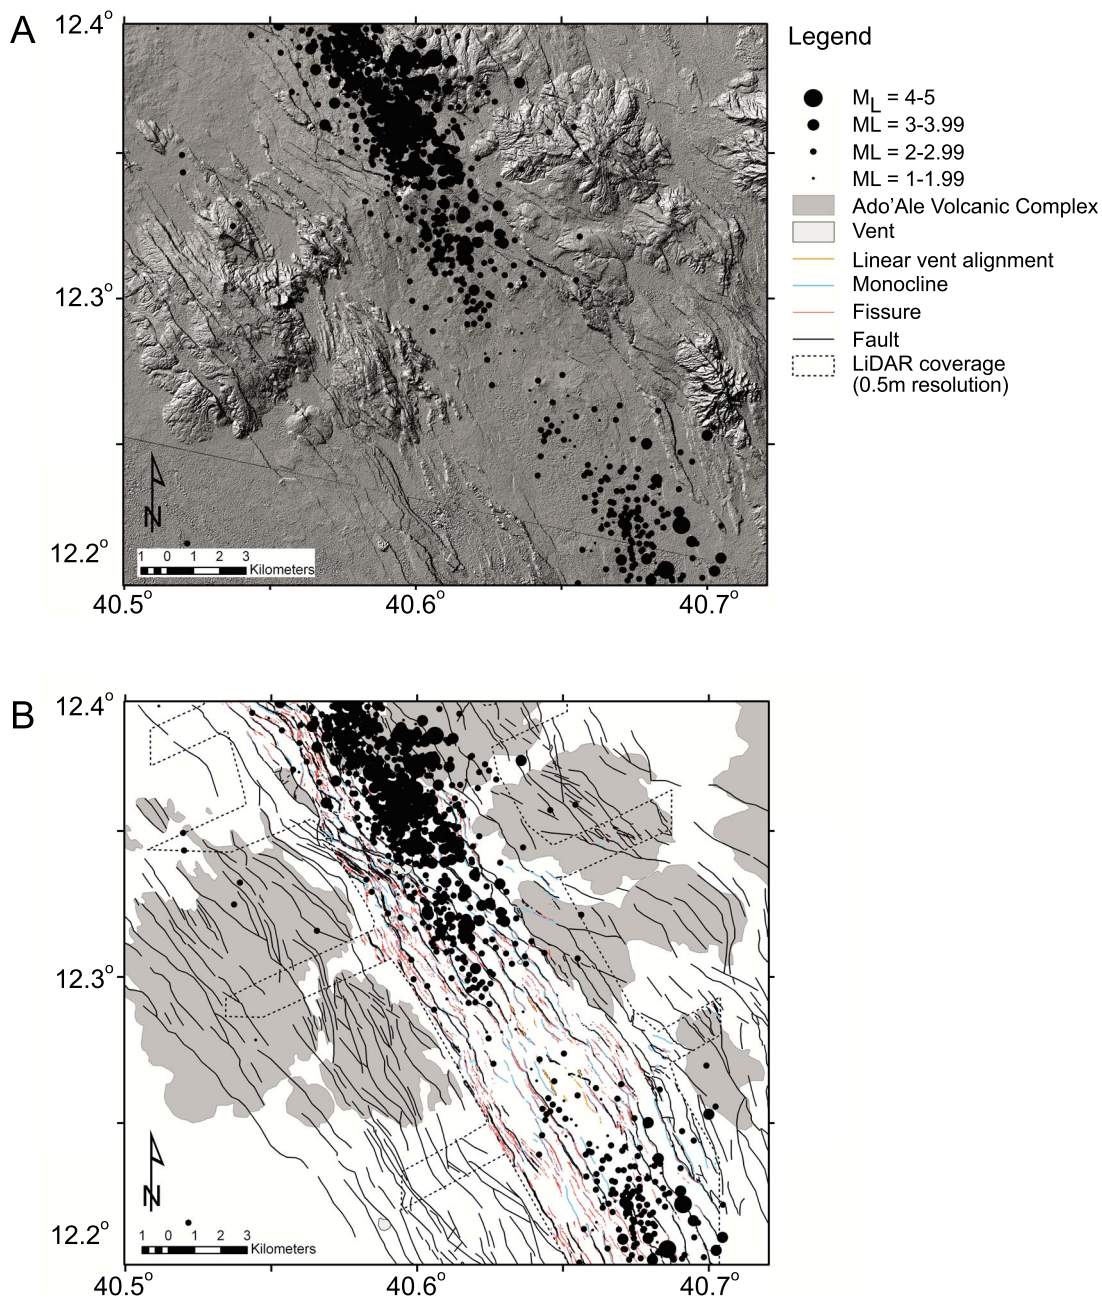 A
12.4°
Legend
M_L = 4-5
ML = 3-3.99
ML = 2-2.99
ML = 1-1.99
Ado'Ale Volcanic Complex
Vent
Linear vent alignment
Monocline
Fissure
Fault
LiDAR coverage
(0.5m resolution)
12.3°
N
12.2°
1 0 1 2 3
Kilometers
40.5° 40.6° 40.7°
B
12.4°
12.3°
N
12.2°
1 0 1 2 3
Kilometers
40.5° 40.6° 40.7°